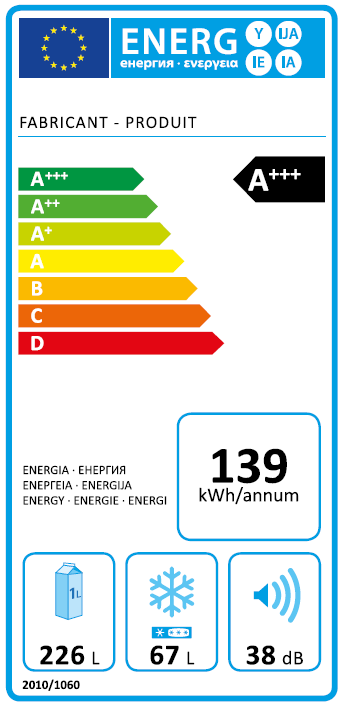 ENERG Y IJA
енергия · ενεργεια IE IA
FABRICANT - PRODUIT
A+++
A+++
A++
A+
A
B
C
D
ENERGIA · ЕНЕРГИЯ
ΕΝΕΡΓΕΙΑ · ENERGIJA
ENERGY · ENERGIE · ENERGI
139
kWh/annum
1L
226 L
67 L
38 dB
2010/1060